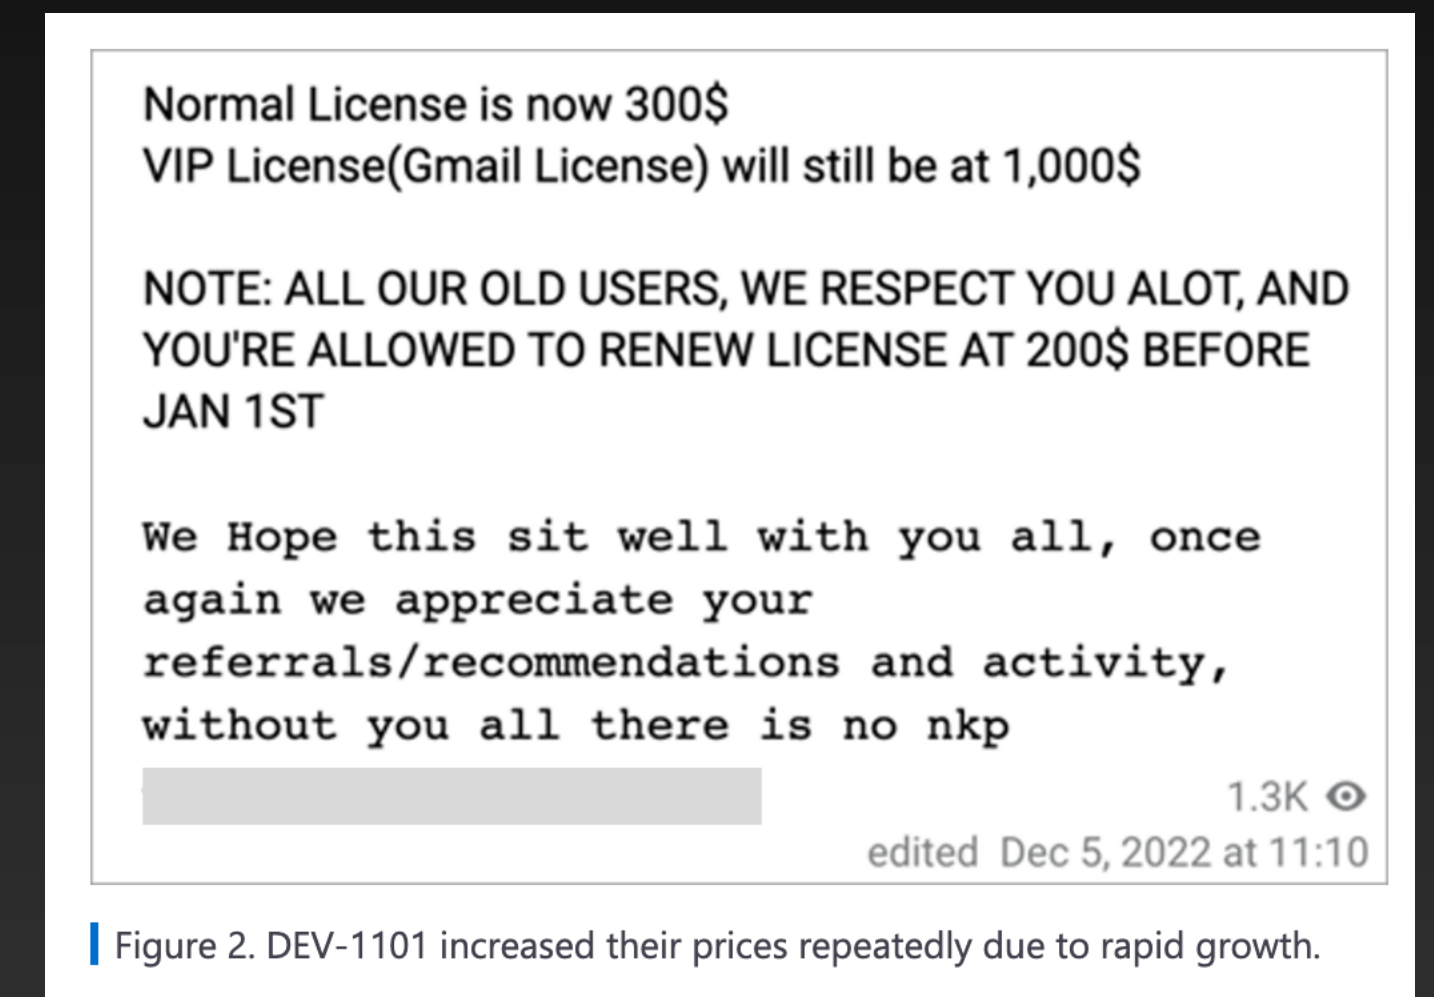 Normal License is now 300$
VIP License(Gmail License) will still be at 1,000$
NOTE: ALL OUR OLD USERS, WE RESPECT YOU ALOT, AND
YOU'RE ALLOWED TO RENEW LICENSE AT 200$ BEFORE
JAN 1ST
We Hope this sit well with you all, once
again we appreciate your
referrals/recommendations and activity,
without you all there is no nkp
1.3K
edited Dec 5, 2022 at 11:10
Figure 2. DEV-1101 increased their prices repeatedly due to rapid growth.